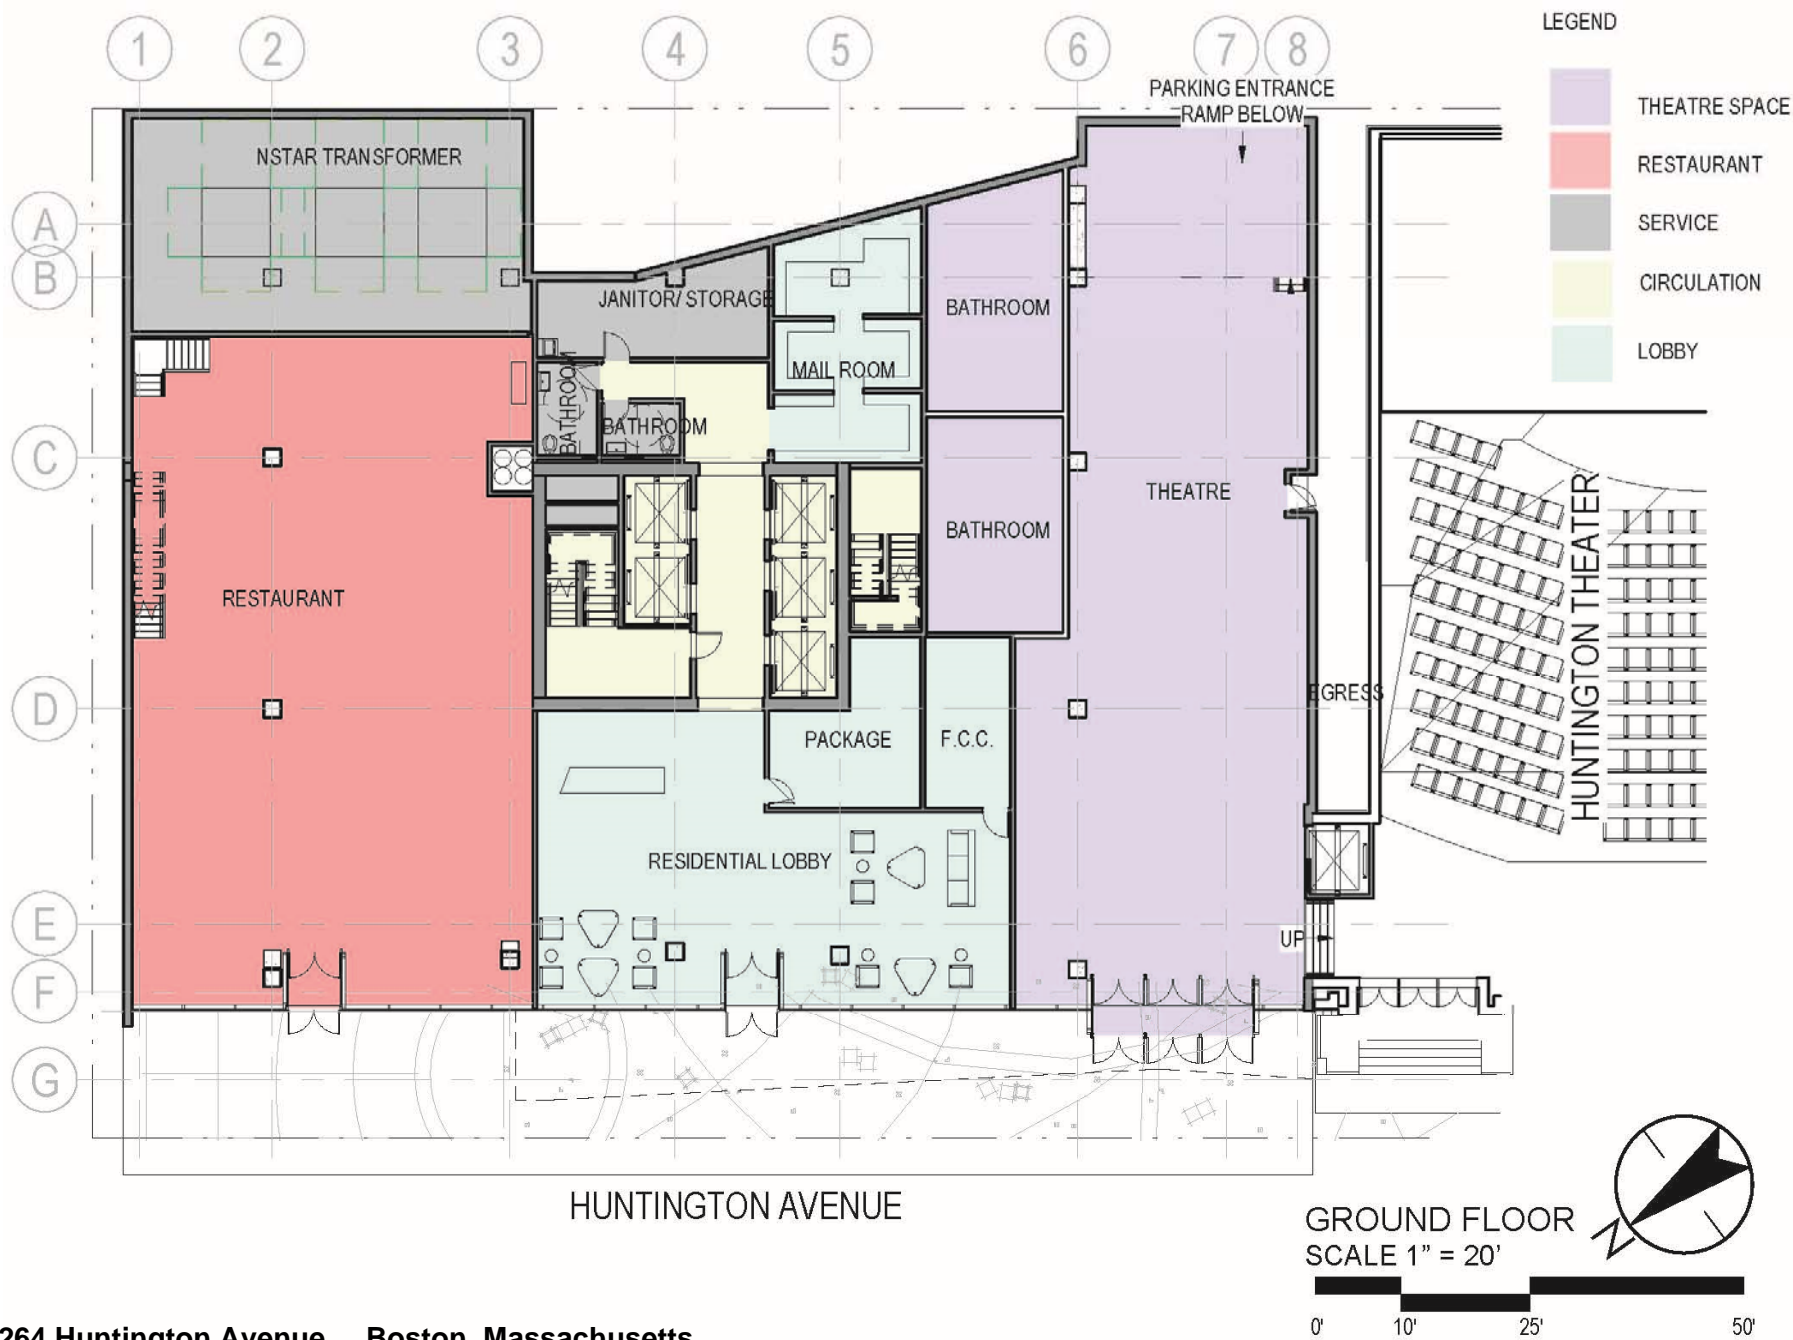 1 2 3 4 5 6 7 8
LEGEND
PARKING ENTRANCE
RAMP BELOW
THEATRE SPACE
RESTAURANT
SERVICE
CIRCULATION
LOBBY
A
B
C
D
E
F
G
NSTAR TRANSFORMER
JANITOR/ STORAGE
MAIL ROOM
BATHROOM
BATHROOM
BATHROOM
BATHROOM
THEATRE
RESTAURANT
HUNTINGTON THEATER
EGRESS
PACKAGE
F.C.C.
RESIDENTIAL LOBBY
UP
HUNTINGTON AVENUE
N
GROUND FLOOR
SCALE 1" = 20'
0' 10' 25' 50'
264 Huntington Avenue Boston, Massachusetts